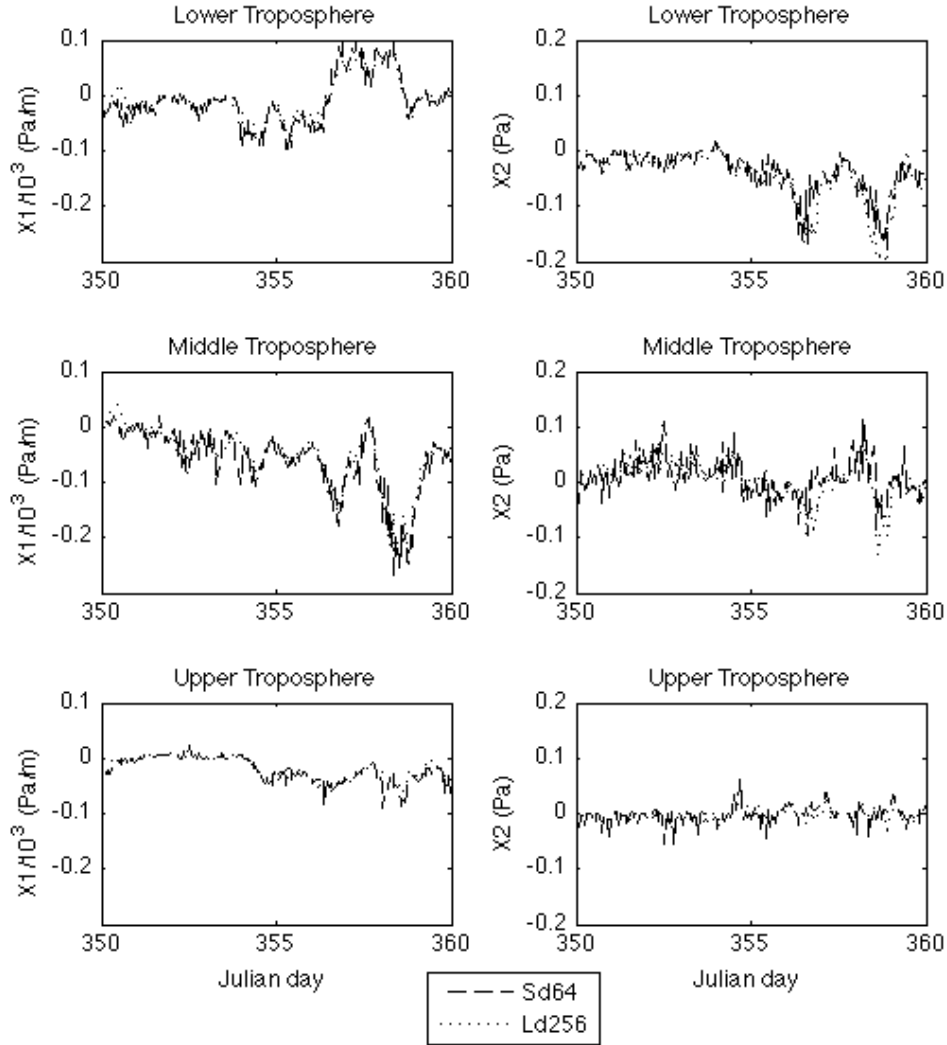 Lower Troposphere
0.1
0
-0.1
-0.2
350
355
360
X1/10³ (Pa/m)
Lower Troposphere
0.2
0.1
0
-0.1
-0.2
350
355
360
X2 (Pa)
Middle Troposphere
0.1
0
-0.1
-0.2
350
355
360
X1/10³ (Pa/m)
Middle Troposphere
0.2
0.1
0
-0.1
-0.2
350
355
360
X2 (Pa)
Upper Troposphere
0.1
0
-0.1
-0.2
350
355
360
X1/10³ (Pa/m)
Julian day
Upper Troposphere
0.2
0.1
0
-0.1
-0.2
350
355
360
X2 (Pa)
Julian day
Sd64
Ld256